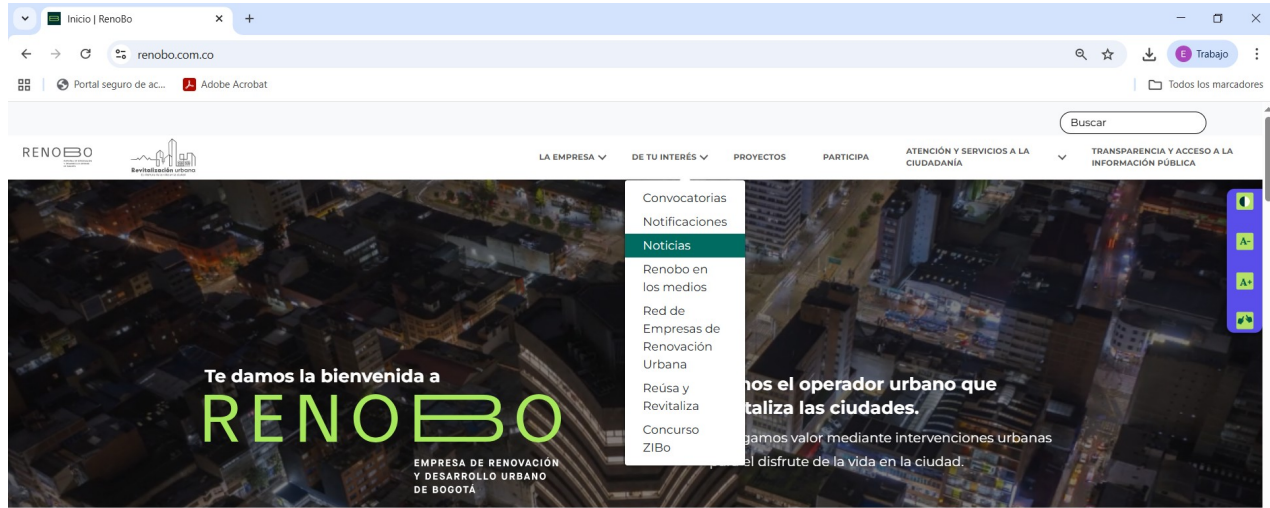 Inicio | RenoBo
renobo.com.co
E Trabajo
Portal seguro de ac...
Adobe Acrobat
Todos los marcadores
Buscar
RENOBO
Revitalización urbana
LA EMPRESA
DE TU INTERÉS
PROYECTOS
PARTICIPA
ATENCIÓN Y SERVICIOS A LA
CIUDADANÍA
TRANSPARENCIA Y ACCESO A LA
INFORMACIÓN PÚBLICA
Convocatorias
Notificaciones
Noticias
Renobo en
los medios
Red de
Empresas de
Renovación
Urbana
Reúsa y
Revitaliza
Concurso
ZIBo
A-
A+
Te damos la bienvenida a
RENOBO
EMPRESA DE RENOVACIÓN
Y DESARROLLO URBANO
DE BOGOTÁ
el operador urbano que
las ciudades.
valor mediante intervenciones urbanas
el disfrute de la vida en la ciudad.